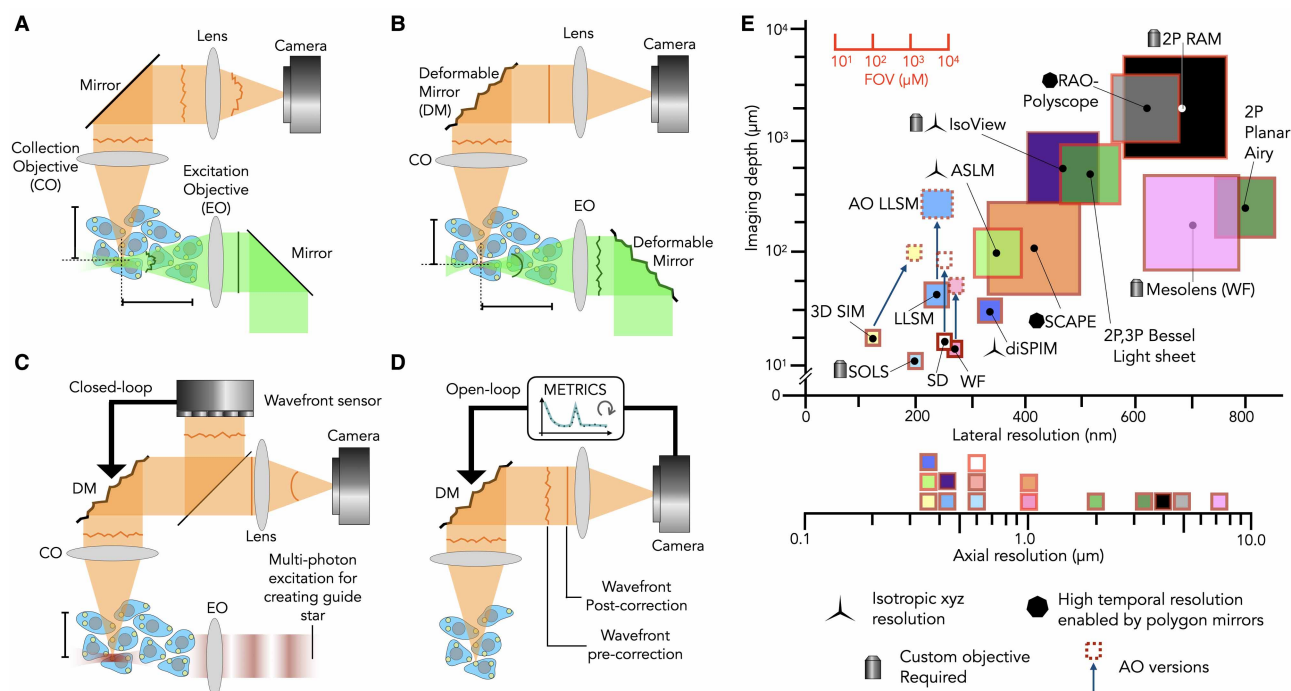 A
Lens
Camera
Mirror
Collection
Objective
(CO)
Excitation
Objective
(EO)
Mirror
B
Lens
Camera
Deformable
Mirror
(DM)
CO
EO
Deformable
Mirror
C
Closed-loop
Wavefront sensor
Camera
DM
Lens
CO
Multi-photon
excitation for
creating guide
star
EO
D
Open-loop
METRICS
DM
Camera
CO
Wavefront
Post-correction
Wavefront
pre-correction
E
10⁴
10³
10²
10¹
0
Imaging depth (µm)
10¹ 10² 10³ 10⁴
FOV (µM)
2P RAM
RAO-
Polyscope
IsoView
2P
Planar
Airy
ASLM
AO LLSM
Mesolens (WF)
3D SIM
LLSM
SCAPE
2P,3P Bessel
Light sheet
diSPIM
SOLS
SD
WF
0 200 400 600 800
Lateral resolution (nm)
0.1 1.0 10.0
Axial resolution (µm)
Isotropic xyz
resolution
High temporal resolution
enabled by polygon mirrors
Custom objective
Required
AO versions